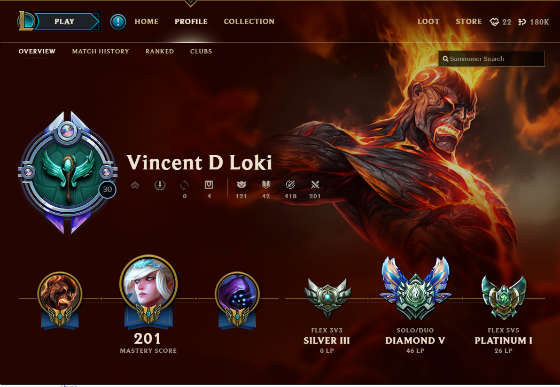 PLAY
HOME
PROFILE
COLLECTION
LOOT
STORE
22
180K
OVERVIEW
MATCH HISTORY
RANKED
CLUBS
Summoner Search
Vincent D Loki
30
0
4
121
42
418
201
201
MASTERY SCORE
FLEX 3V3
SILVER III
0 LP
SOLO/DUO
DIAMOND V
46 LP
FLEX 5V5
PLATINUM I
26 LP